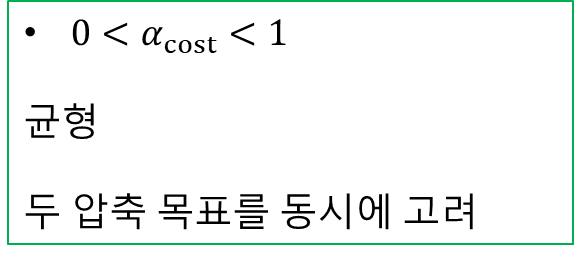 • 0 < α_cost < 1
균형
두 압축 목표를 동시에 고려